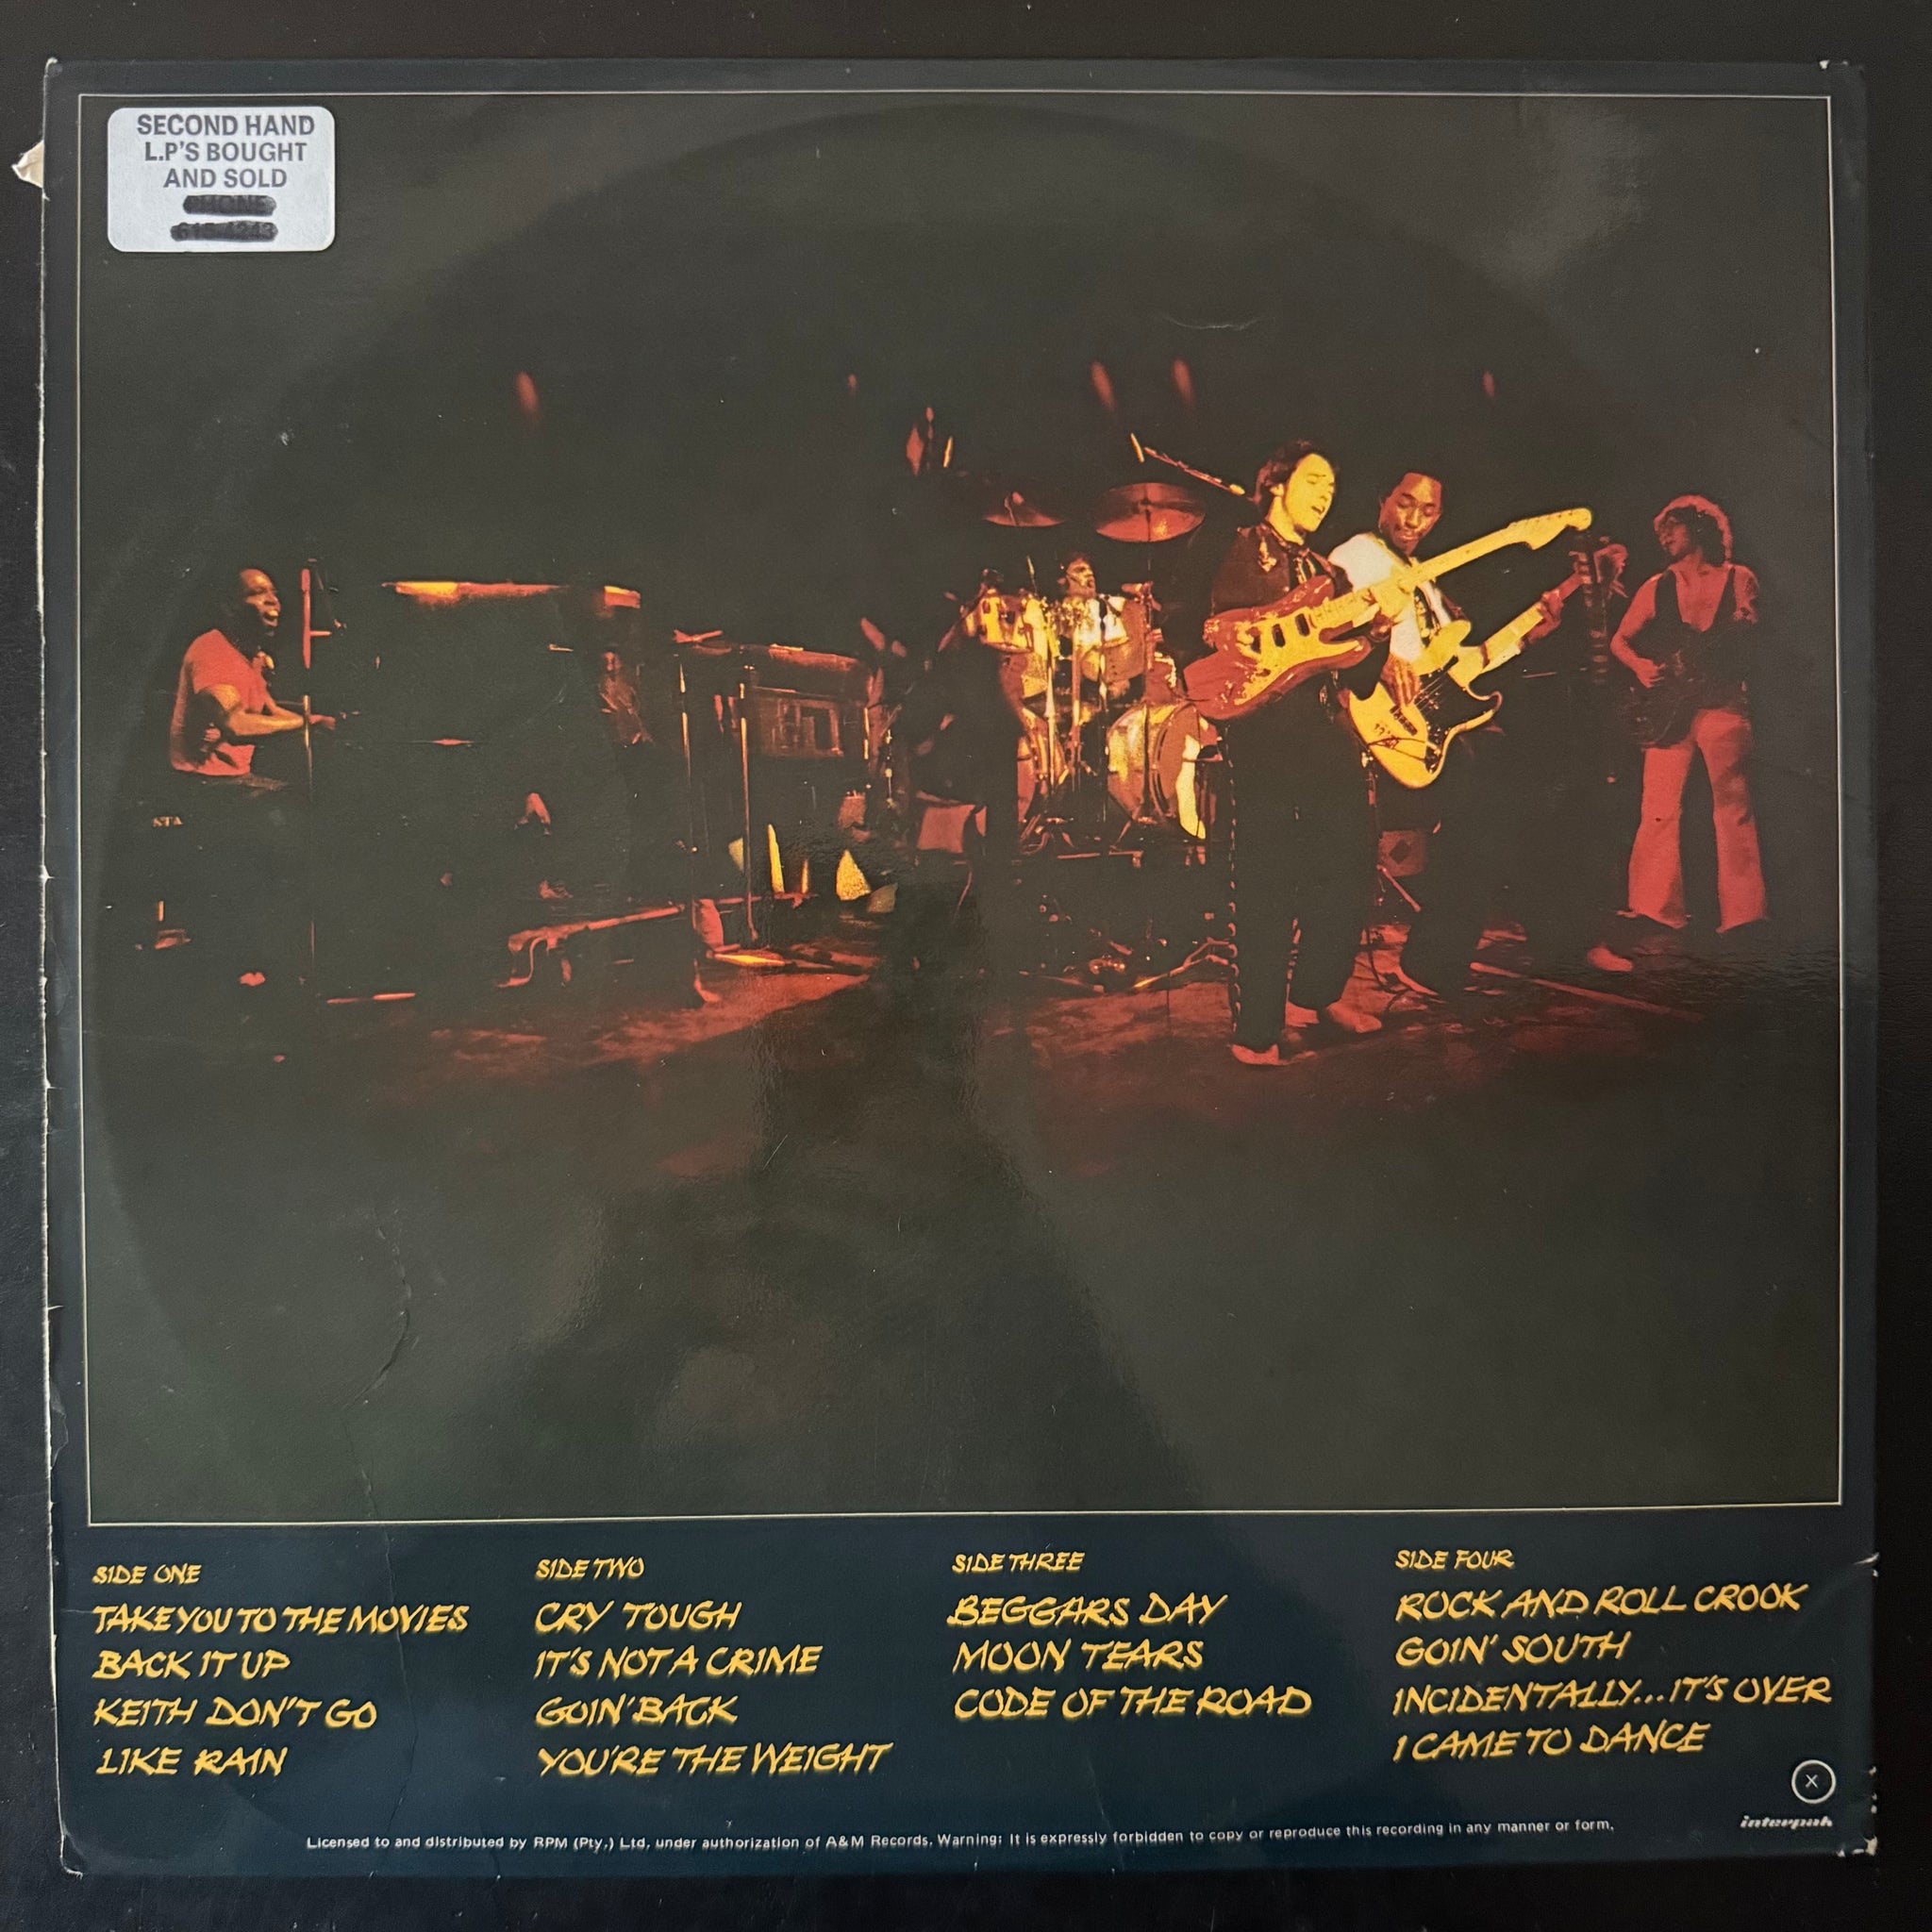 SECOND HAND
L.P'S BOUGHT
AND SOLD
PHONE
STA
SIDE ONE
TAKE YOU TO THE MOVIES
BACK IT UP
KEITH DON'T GO
LIKE RAIN
SIDE TWO
CRY TOUGH
IT'S NOT A CRIME
GOIN' BACK
YOU'RE THE WEIGHT
SIDE THREE
BEGGARS DAY
MOON TEARS
CODE OF THE ROAD
SIDE FOUR
ROCK AND ROLL CROOK
GOIN' SOUTH
INCIDENTALLY...IT'S OVER
I CAME TO DANCE
X
interpak
Licensed to and distributed by RPM (Pty.) Ltd. under authorization of A&M Records. Warning: It is expressly forbidden to copy or reproduce this recording in any manner or form.